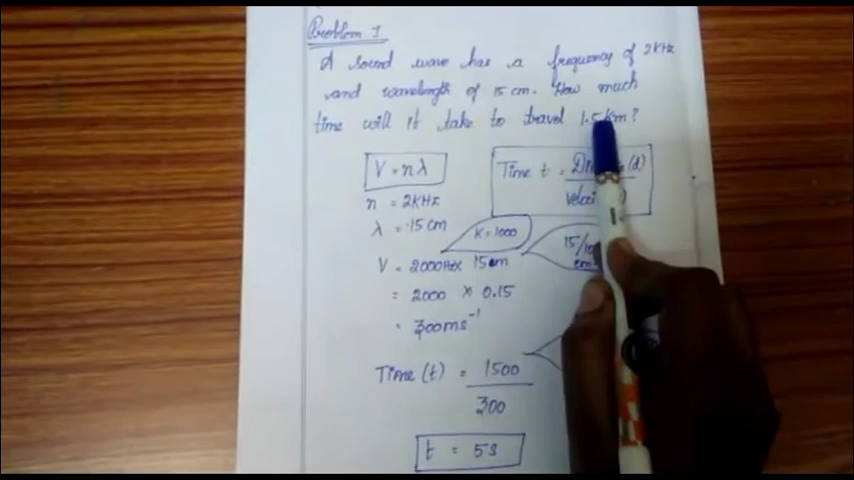 Problem 1
A sound wave has a frequency of 2KHz
and wavelength of 15 cm. How much
time will it take to travel 1.5 Km?
V = nλ
Time t = (d)
n = 2KHz
λ = 15 cm
K = 1000
15/
cm
V = 2000Hz x 15cm
= 2000 x 0.15
= 300ms⁻¹
Time (t) = 1500
300
t = 5s